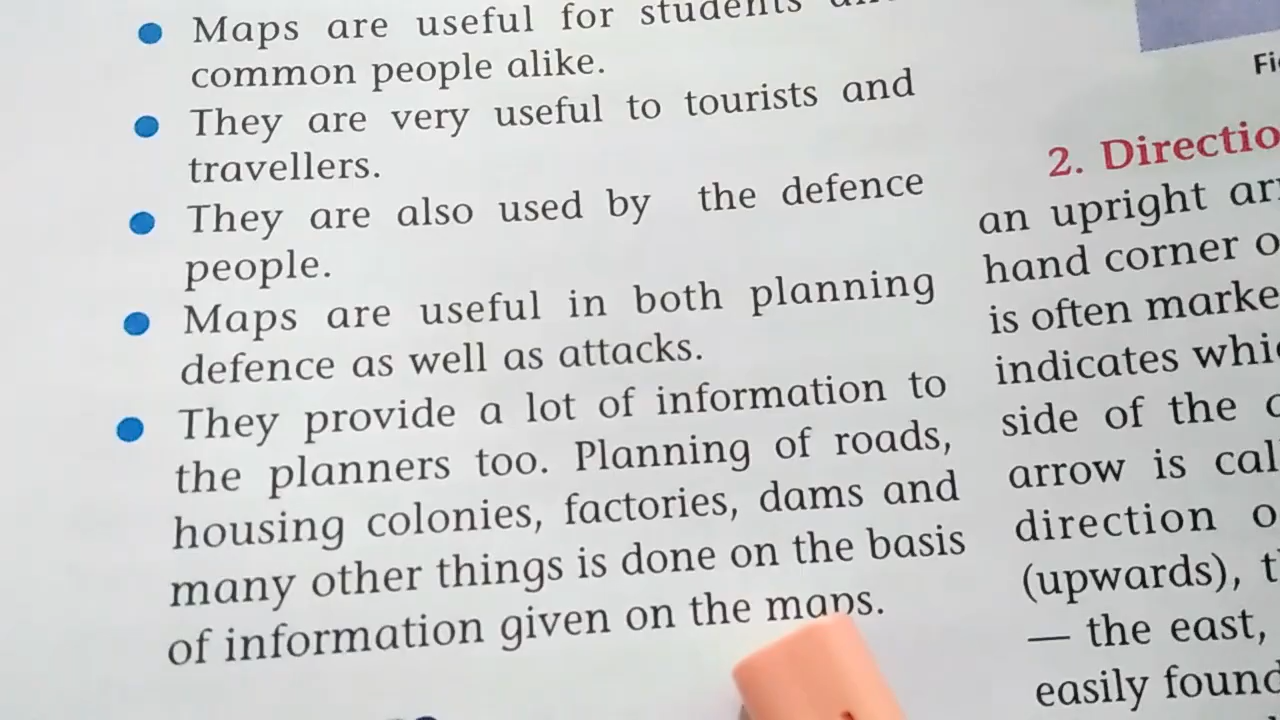 Maps are useful for students
common people alike.
They are very useful to tourists and
travellers.
They are also used by the defence
people.
Maps are useful in both planning
defence as well as attacks.
They provide a lot of information to
the planners too. Planning of roads,
housing colonies, factories, dams and
many other things is done on the basis
of information given on the maps.
2. Directio
an upright
hand corner
is often marke
indicates whi
side of the
arrow is cal
direction
(upwards),
— the east,
easily found